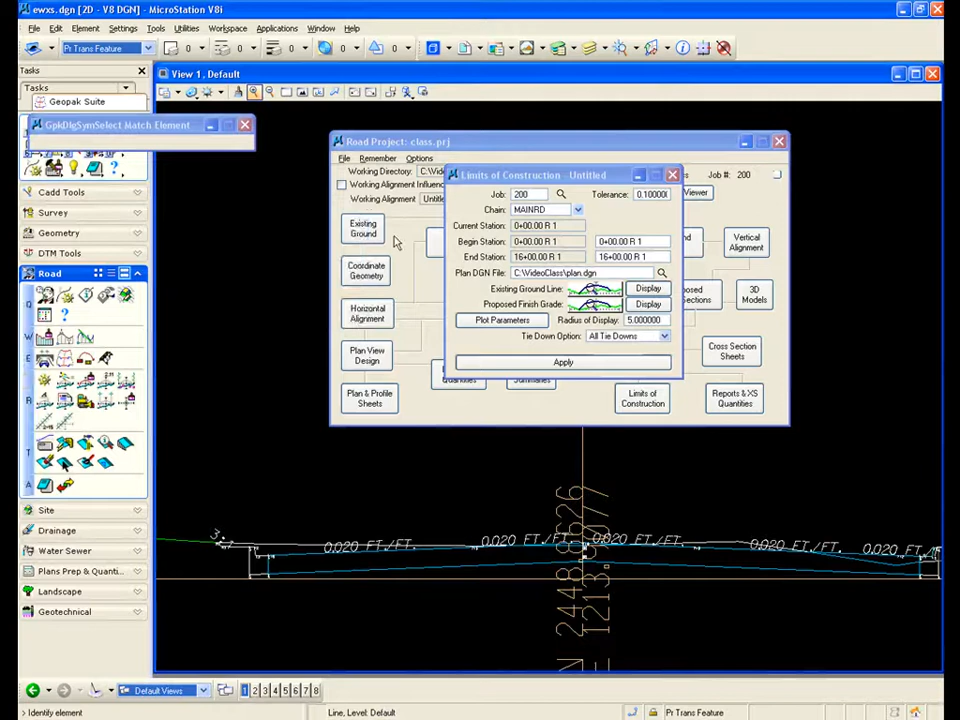 ewxs.dgn [2D - V8 DGN] - MicroStation V8i
File Edit Element Settings Tools Utilities Workspace Applications Window Help
Pr Trans Feature 0 0 0 0 0
Tasks
Tasks
Geopak Suite
View 1, Default
GpkDlgSymSelect Match Element
Cadd Tools
Survey
Geometry
DTM Tools
Road
Q
W
E
R
T
A
Site
Drainage
Water Sewer
Plans Prep & Quanti...
Landscape
Geotechnical
Road Project: class.prj
File Remember Options
Working Directory: C:\Vid
Job #: 200
Working Alignment Influenc
Viewer
Working Alignment Untitle
Existing Ground
Vertical Alignment
Coordinate Geometry
3D Models
Horizontal Alignment
Plan View Design
Cross Section Sheets
Plan & Profile Sheets
Limits of Construction
Reports & XS Quantities
Limits of Construction - Untitled
Job: 200 Tolerance: 0.10000(
Chain: MAINRD
Current Station: 0+00.00 R 1
Begin Station: 0+00.00 R 1 0+00.00 R 1
End Station: 16+00.00 R 1 16+00.00 R 1
Plan DGN File: C:\VideoClass\plan.dgn
Existing Ground Line: Display
Proposed Finish Grade: Display
Plot Parameters Radius of Display: 5.000000
Tie Down Option: All Tie Downs
Apply
0.020 FT./FT. 0.020 FT./FT. 0.020 FT./FT. 0.020 FT./FT. 0.020 FT./
Default Views 1 2 3 4 5 6 7 8
Identify element Line, Level: Default Pr Trans Feature